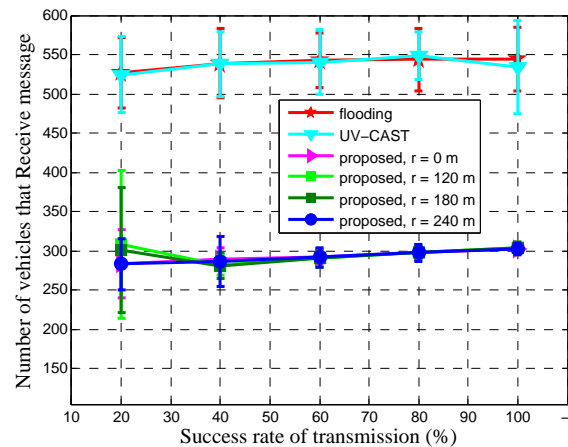 600
550
500
450
400
350
300
250
200
150
Number of vehicles that Receive message
flooding
UV-CAST
proposed, r = 0 m
proposed, r = 120 m
proposed, r = 180 m
proposed, r = 240 m
10 20 30 40 50 60 70 80 90 100
Success rate of transmission (%)